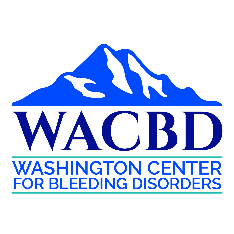 WACBD
WASHINGTON CENTER
FOR BLEEDING DISORDERS